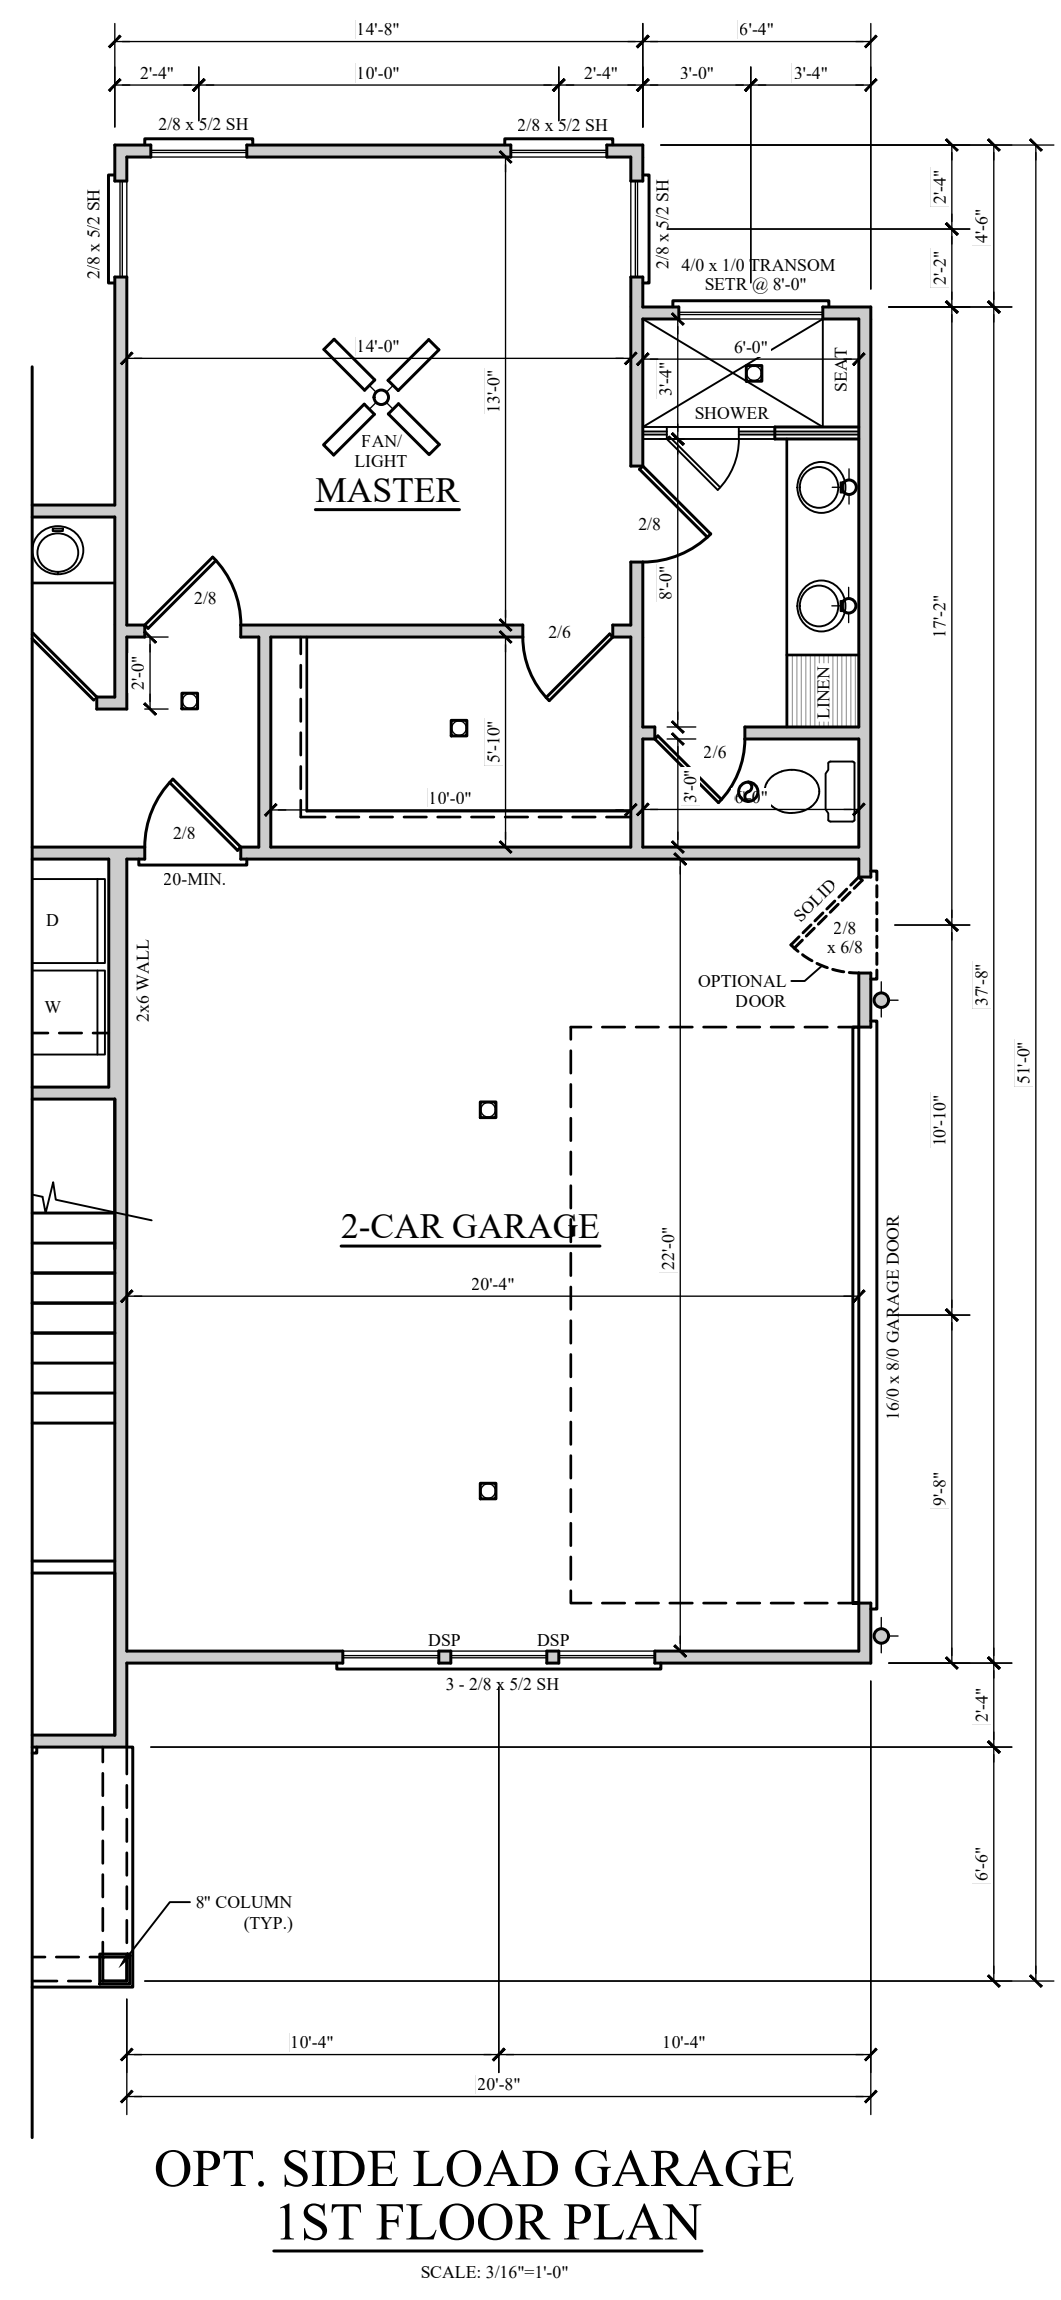 14'-8"
6'-4"
2'-4"
10'-0"
2'-4"
3'-0"
3'-4"
2/8 x 5/2 SH
2/8 x 5/2 SH
2/8 x 5/2 SH
2/8 x 5/2 SH
2'-4"
4'-6"
2'-2"
4/0 x 1/0 TRANSOM
SETR @ 8'-0"
14'-0"
6'-0"
3'-4"
SEAT
13'-0"
SHOWER
FAN/
LIGHT
MASTER
2/8
8'-0"
2/8
2/6
17'-2"
2'-0"
LINEN
5'-10"
2/6
3'-0"
6'-0"
10'-0"
2/8
20-MIN.
D
W
2x6 WALL
SOLID
2/8
x 6/8
OPTIONAL
DOOR
37'-8"
51'-0"
10'-10"
2-CAR GARAGE
22'-0"
20'-4"
16/0 x 8/0 GARAGE DOOR
9'-8"
DSP
DSP
3 - 2/8 x 5/2 SH
2'-4"
6'-6"
8" COLUMN
(TYP.)
10'-4"
10'-4"
20'-8"
OPT. SIDE LOAD GARAGE
1ST FLOOR PLAN
SCALE: 3/16"=1'-0"